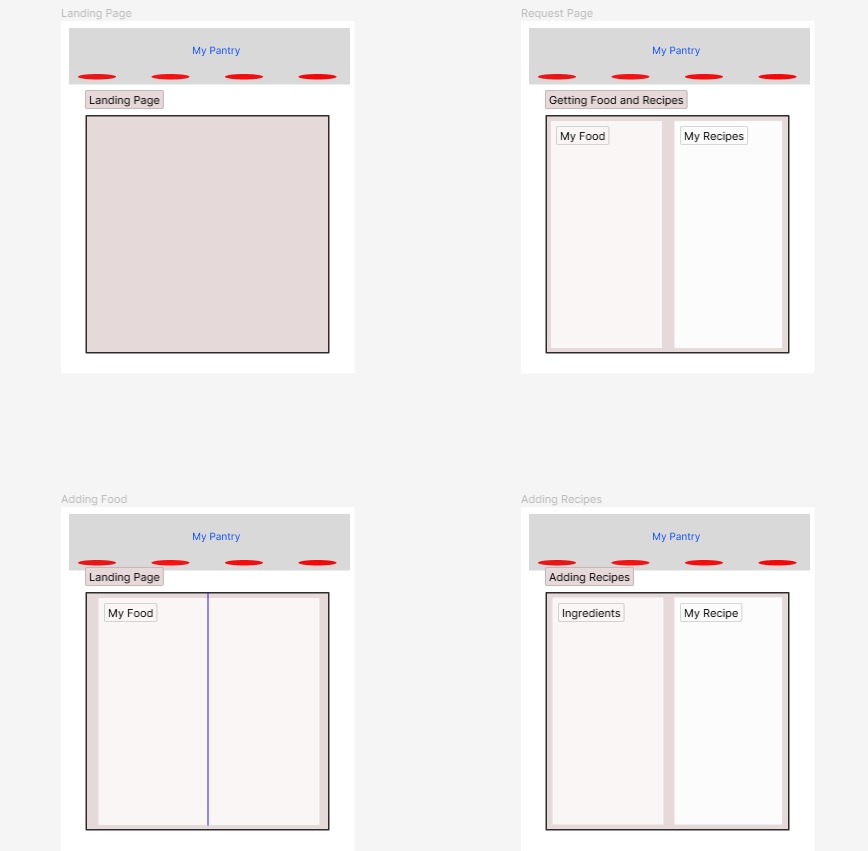 Landing Page
My Pantry
Landing Page
Request Page
My Pantry
Getting Food and Recipes
My Food
My Recipes
Adding Food
My Pantry
Landing Page
My Food
Adding Recipes
My Pantry
Adding Recipes
Ingredients
My Recipe